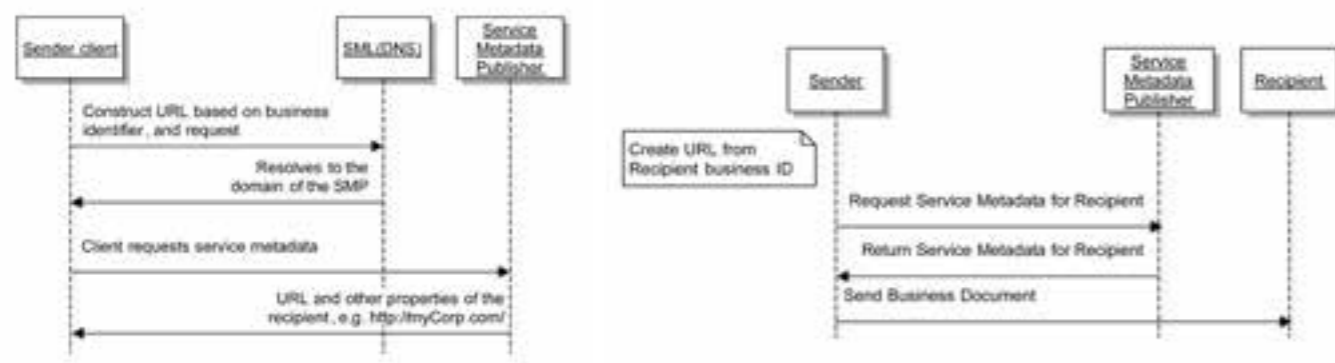 Sender client
SML(DNS)
Service
Metadata
Publisher
Construct URL based on business
identifier, and request
Resolves to the
domain of the SMP
Client requests service metadata
URL and other properties of the
recipient, e.g. http://myCorp.com/
Sender
Service
Metadata
Publisher
Recipient
Create URL from
Recipient business ID
Request Service Metadata for Recipient
Return Service Metadata for Recipient
Send Business Document